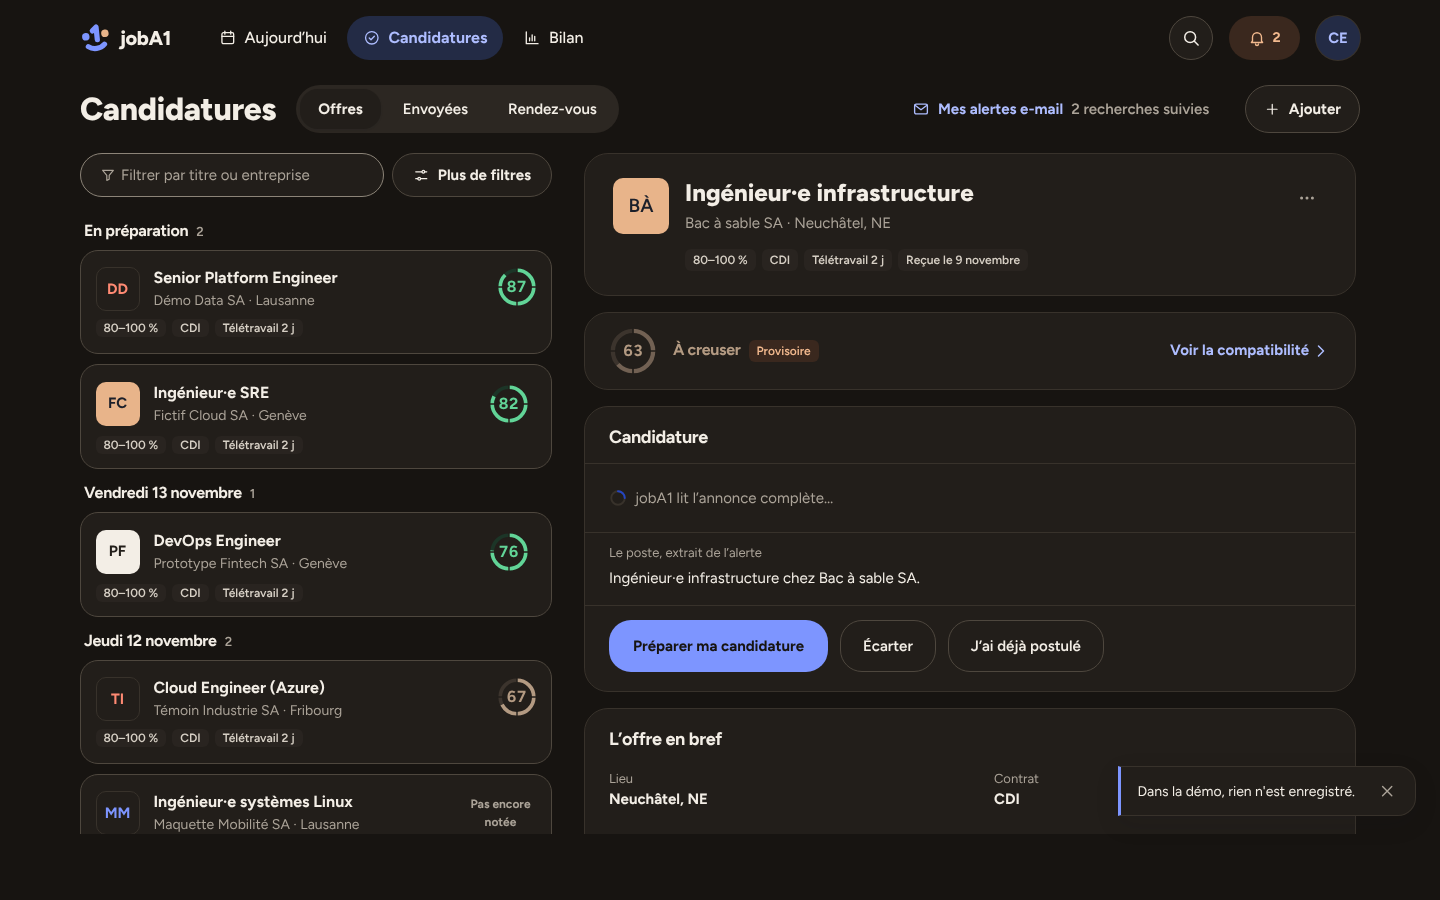 jobA1
Aujourd’hui
Candidatures
Bilan
2
CE
Candidatures
Offres
Envoyées
Rendez-vous
Mes alertes e-mail 2 recherches suivies
Ajouter
Filtrer par titre ou entreprise
Plus de filtres
En préparation 2
DD
Senior Platform Engineer
Démo Data SA · Lausanne
87
80–100 % CDI Télétravail 2 j
FC
Ingénieur·e SRE
Fictif Cloud SA · Genève
82
80–100 % CDI Télétravail 2 j
Vendredi 13 novembre 1
PF
DevOps Engineer
Prototype Fintech SA · Genève
76
80–100 % CDI Télétravail 2 j
Jeudi 12 novembre 2
TI
Cloud Engineer (Azure)
Témoin Industrie SA · Fribourg
67
80–100 % CDI Télétravail 2 j
MM
Ingénieur·e systèmes Linux
Maquette Mobilité SA · Lausanne
Pas encore
notée
BÀ
Ingénieur·e infrastructure
Bac à sable SA · Neuchâtel, NE
80–100 % CDI Télétravail 2 j Reçue le 9 novembre
63
À creuser Provisoire
Voir la compatibilité
Candidature
jobA1 lit l’annonce complète…
Le poste, extrait de l’alerte
Ingénieur·e infrastructure chez Bac à sable SA.
Préparer ma candidature
Écarter
J’ai déjà postulé
L’offre en bref
Lieu
Neuchâtel, NE
Contrat
CDI
Dans la démo, rien n'est enregistré.